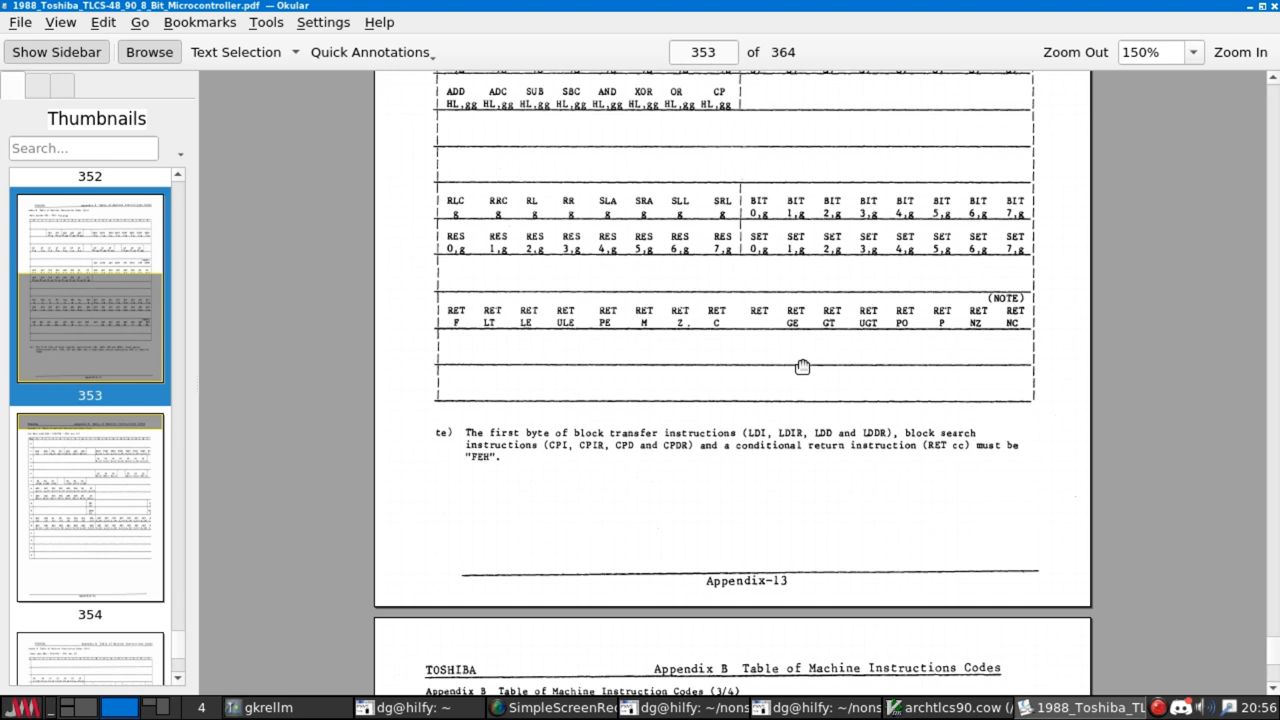 1988_Toshiba_TLCS-48_90_8_Bit_Microcontroller.pdf — Okular
File View Edit Go Bookmarks Tools Settings Help
Show Sidebar Browse Text Selection Quick Annotations 353 of 364 Zoom Out 150% Zoom In
Thumbnails
Search...
352
353
354
ADD ADC SUB SBC AND XOR OR CP
HL,gg HL,gg HL,gg HL,gg HL,gg HL,gg HL,gg HL,gg
RLC RRC RL RR SLA SRA SLL SRL BIT BIT BIT BIT BIT BIT BIT BIT
g g g g g g g g 0,g 1,g 2,g 3,g 4,g 5,g 6,g 7,g
RES RES RES RES RES RES RES RES SET SET SET SET SET SET SET SET
0,g 1,g 2,g 3,g 4,g 5,g 6,g 7,g 0,g 1,g 2,g 3,g 4,g 5,g 6,g 7,g
(NOTE)
RET RET RET RET RET RET RET RET RET RET RET RET RET RET RET RET
F LT LE ULE PE M Z . C GE GT UGT PO P NZ NC
te) The first byte of block transfer instructions (LDI, LDIR, LDD and LDDR), block search
instructions (CPI, CPIR, CPD and CPDR) and a conditional return instruction (RET cc) must be
"FEH".
Appendix-13
TOSHIBA Appendix B Table of Machine Instructions Codes
Appendix B Table of Machine Instruction Codes (3/4)
4 gkrellm dg@hilfy: ~ SimpleScreenRec dg@hilfy: ~/nons dg@hilfy: ~/nons archtlcs90.cow (/ 1988_Toshiba_TL 20:56